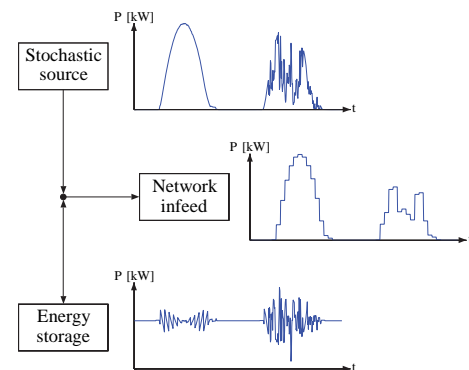 P [kW]
Stochastic
source
t
P [kW]
Network
infeed
P [kW]
Energy
storage
t